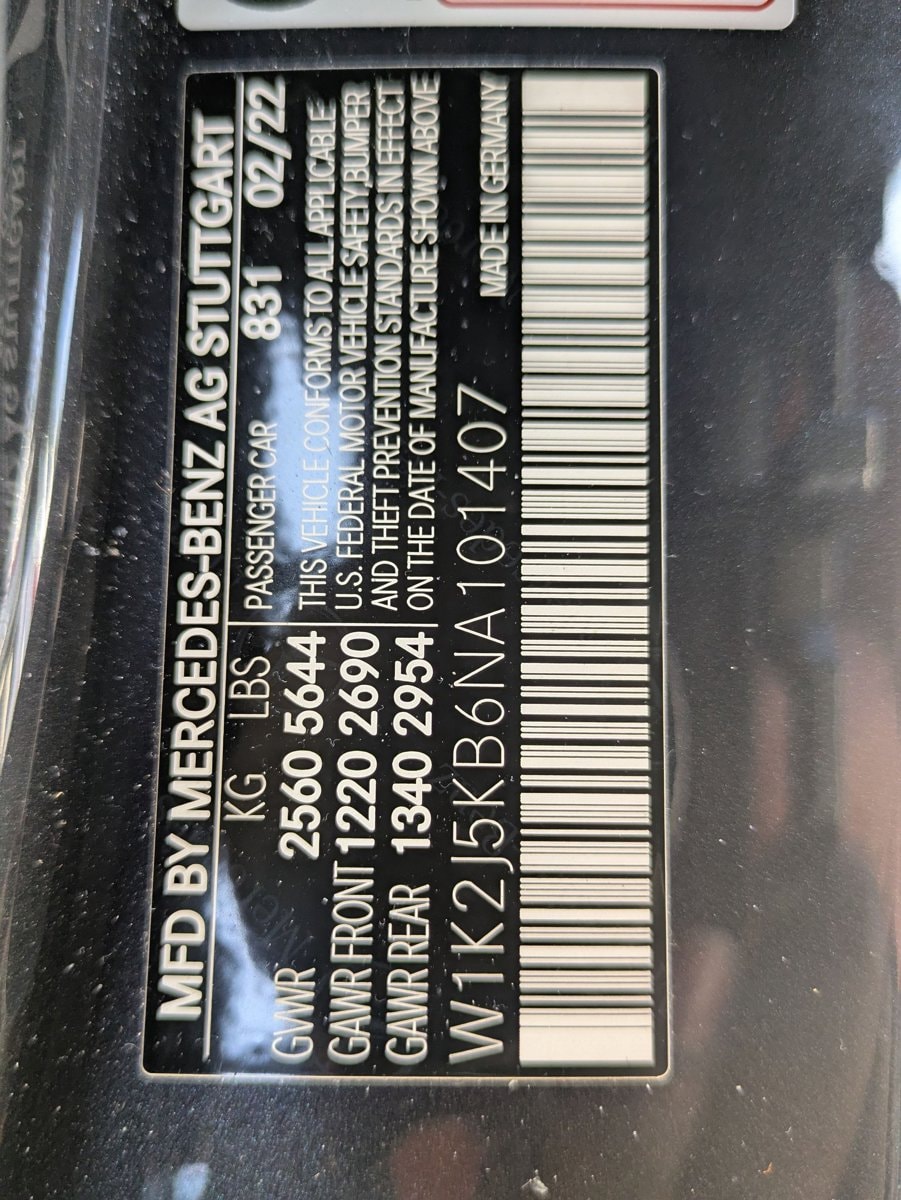 MFD BY MERCEDES-BENZ AG STUTTGART
KG LBS
GVWR 2560 5644
GAWR FRONT 1220 2690
GAWR REAR 1340 2954
PASSENGER CAR 831 02/22
THIS VEHICLE CONFORMS TO ALL APPLICABLE
U.S. FEDERAL MOTOR VEHICLE SAFETY,BUMPER
AND THEFT PREVENTION STANDARDS IN EFFECT
ON THE DATE OF MANUFACTURE SHOWN ABOVE
W1K2J5KB6NA101407
MADE IN GERMANY